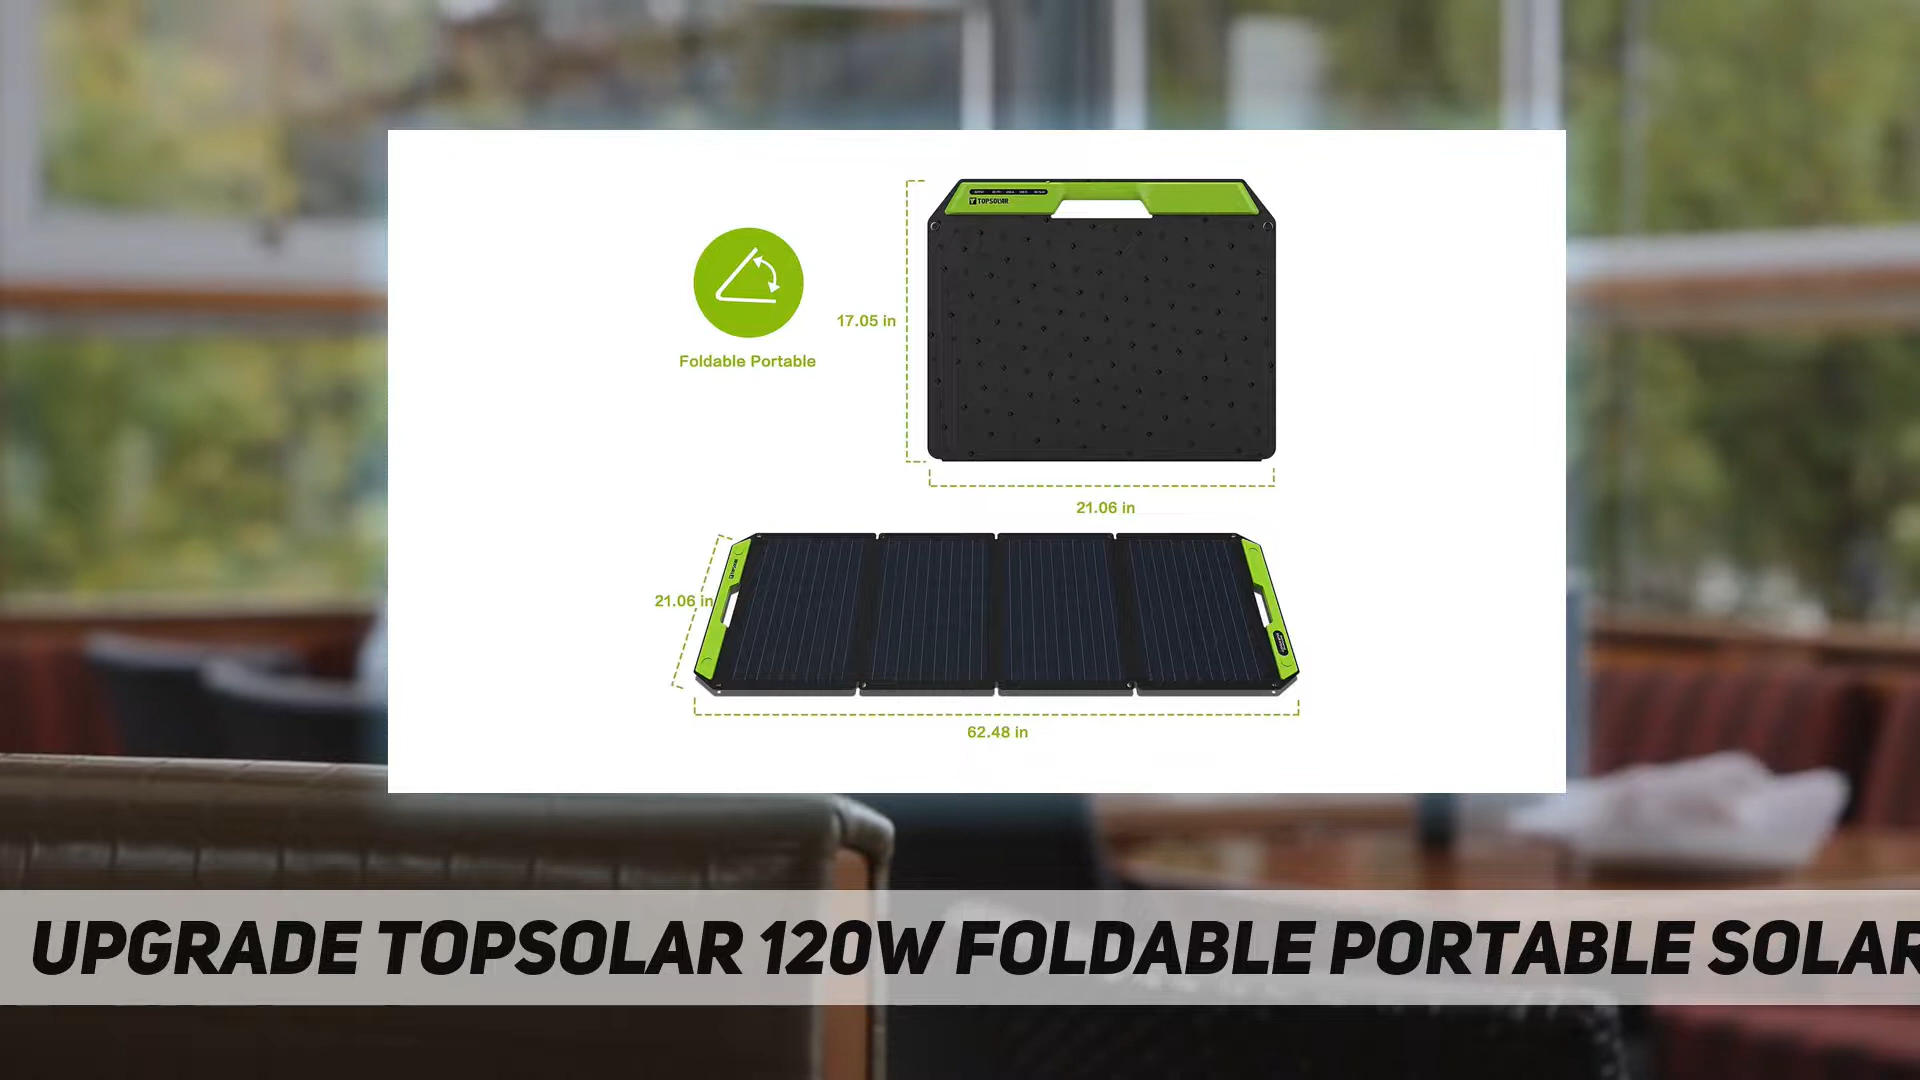 TOPSOLAR
17.05 in
Foldable Portable
21.06 in
21.06 in
62.48 in
UPGRADE TOPSOLAR 120W FOLDABLE PORTABLE SOLAR